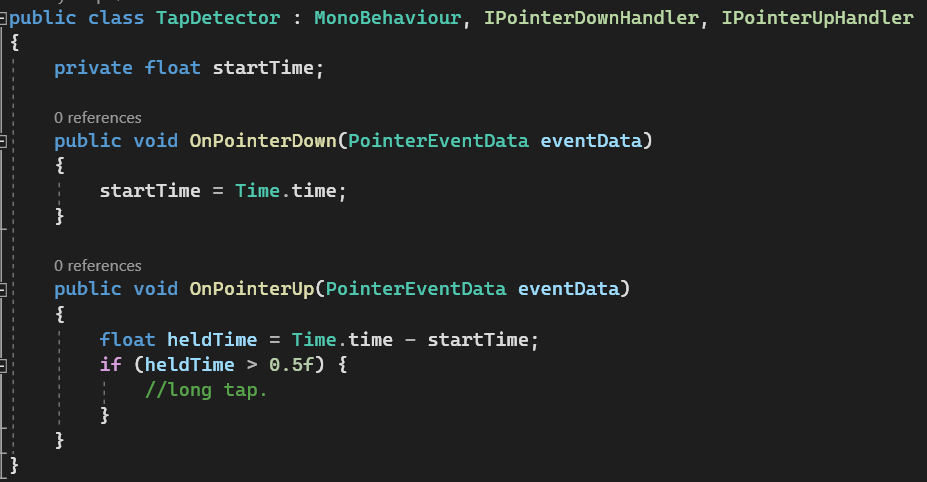 public class TapDetector : MonoBehaviour, IPointerDownHandler, IPointerUpHandler
{
private float startTime;
0 references
public void OnPointerDown(PointerEventData eventData)
{
startTime = Time.time;
}
0 references
public void OnPointerUp(PointerEventData eventData)
{
float heldTime = Time.time - startTime;
if (heldTime > 0.5f) {
//long tap.
}
}
}